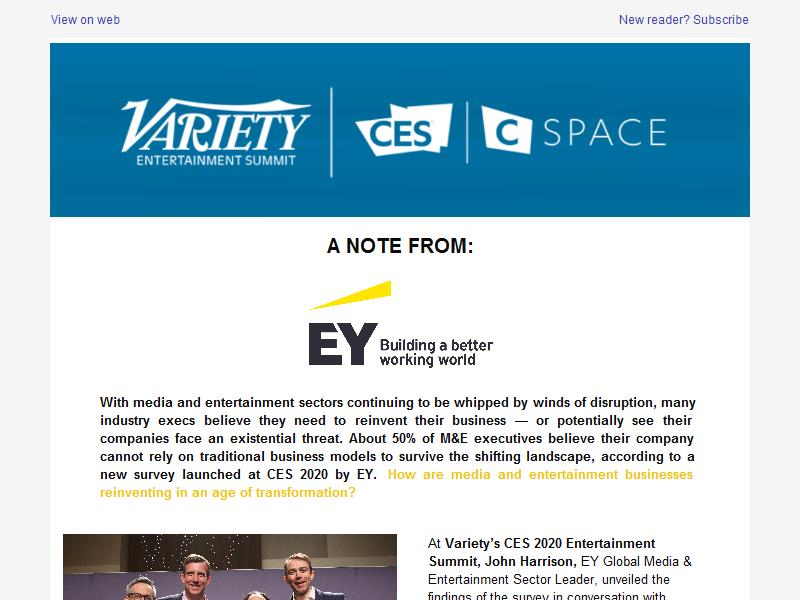 View on web
New reader? Subscribe
VARIETY
ENTERTAINMENT SUMMIT
CES
C SPACE
A NOTE FROM:
EY Building a better
working world
With media and entertainment sectors continuing to be whipped by winds of disruption, many
industry execs believe they need to reinvent their business — or potentially see their
companies face an existential threat. About 50% of M&E executives believe their company
cannot rely on traditional business models to survive the shifting landscape, according to a
new survey launched at CES 2020 by EY. How are media and entertainment businesses
reinventing in an age of transformation?
At Variety’s CES 2020 Entertainment
Summit, John Harrison, EY Global Media &
Entertainment Sector Leader, unveiled the
findings of the survey in conversation with